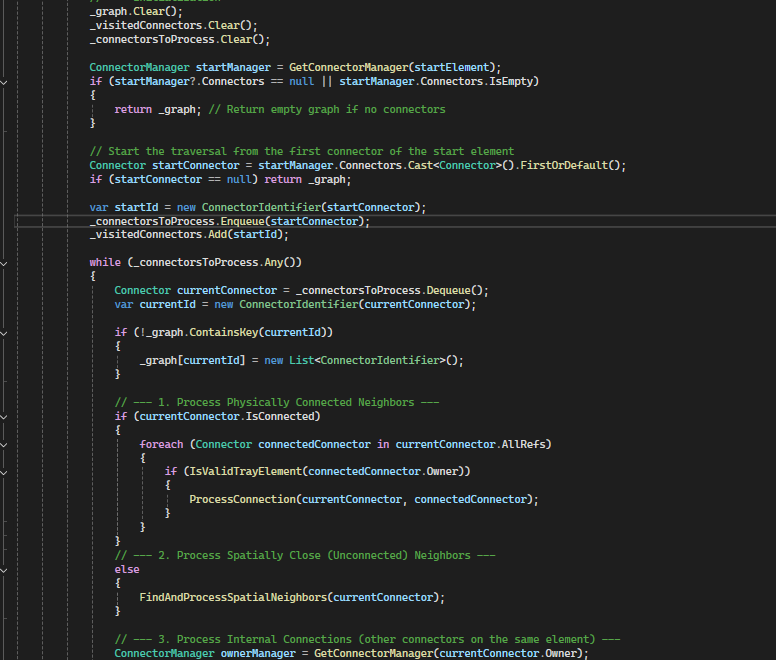 _graph.Clear();
_visitedConnectors.Clear();
_connectorsToProcess.Clear();
ConnectorManager startManager = GetConnectorManager(startElement);
if (startManager?.Connectors == null || startManager.Connectors.IsEmpty)
{
return _graph; // Return empty graph if no connectors
}
// Start the traversal from the first connector of the start element
Connector startConnector = startManager.Connectors.Cast<Connector>().FirstOrDefault();
if (startConnector == null) return _graph;
var startId = new ConnectorIdentifier(startConnector);
_connectorsToProcess.Enqueue(startConnector);
_visitedConnectors.Add(startId);
while (_connectorsToProcess.Any())
{
Connector currentConnector = _connectorsToProcess.Dequeue();
var currentId = new ConnectorIdentifier(currentConnector);
if (!_graph.ContainsKey(currentId))
{
_graph[currentId] = new List<ConnectorIdentifier>();
}
// --- 1. Process Physically Connected Neighbors ---
if (currentConnector.IsConnected)
{
foreach (Connector connectedConnector in currentConnector.AllRefs)
{
if (IsValidTrayElement(connectedConnector.Owner))
{
ProcessConnection(currentConnector, connectedConnector);
}
}
}
// --- 2. Process Spatially Close (Unconnected) Neighbors ---
else
{
FindAndProcessSpatialNeighbors(currentConnector);
}
// --- 3. Process Internal Connections (other connectors on the same element) ---
ConnectorManager ownerManager = GetConnectorManager(currentConnector.Owner);